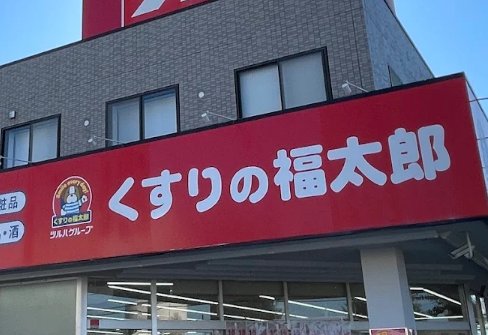 粧品
・酒
くすりの福太郎
ツルハグループ
くすりの福太郎